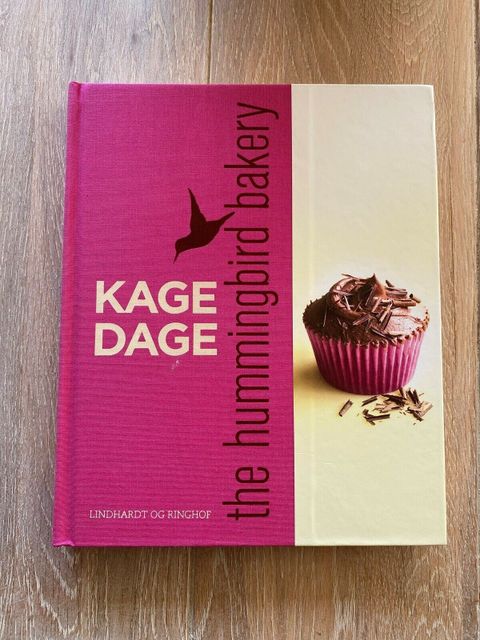 KAGE
DAGE
the hummingbird bakery
LINDHARDT OG RINGHOF